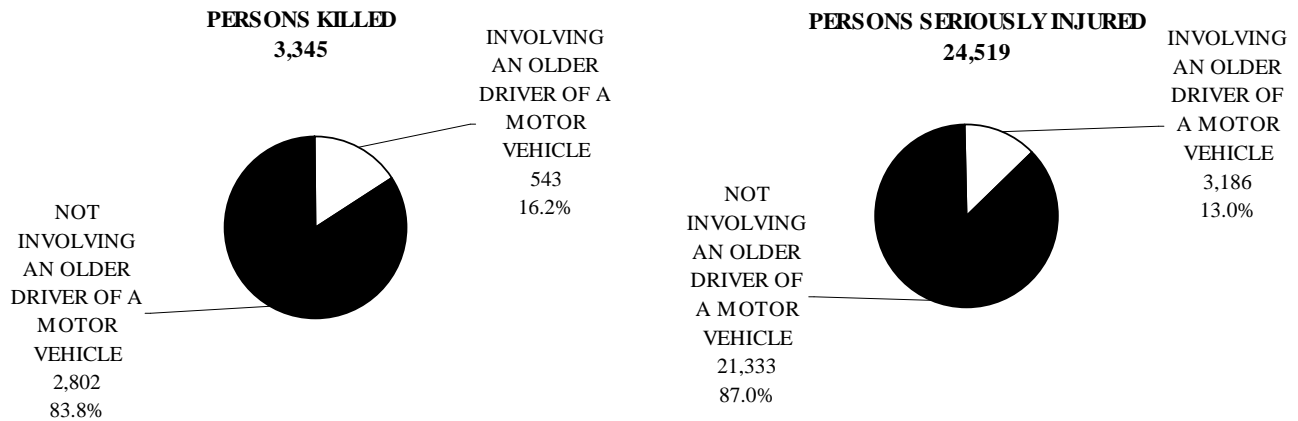 PERSONS KILLED
3,345
INVOLVING
AN OLDER
DRIVER OF A
MOTOR
VEHICLE
543
16.2%
NOT
INVOLVING
AN OLDER
DRIVER OF A
MOTOR
VEHICLE
2,802
83.8%
PERSONS SERIOUSLY INJURED
24,519
INVOLVING
AN OLDER
DRIVER OF
A MOTOR
VEHICLE
3,186
13.0%
NOT
INVOLVING
AN OLDER
DRIVER OF
A MOTOR
VEHICLE
21,333
87.0%